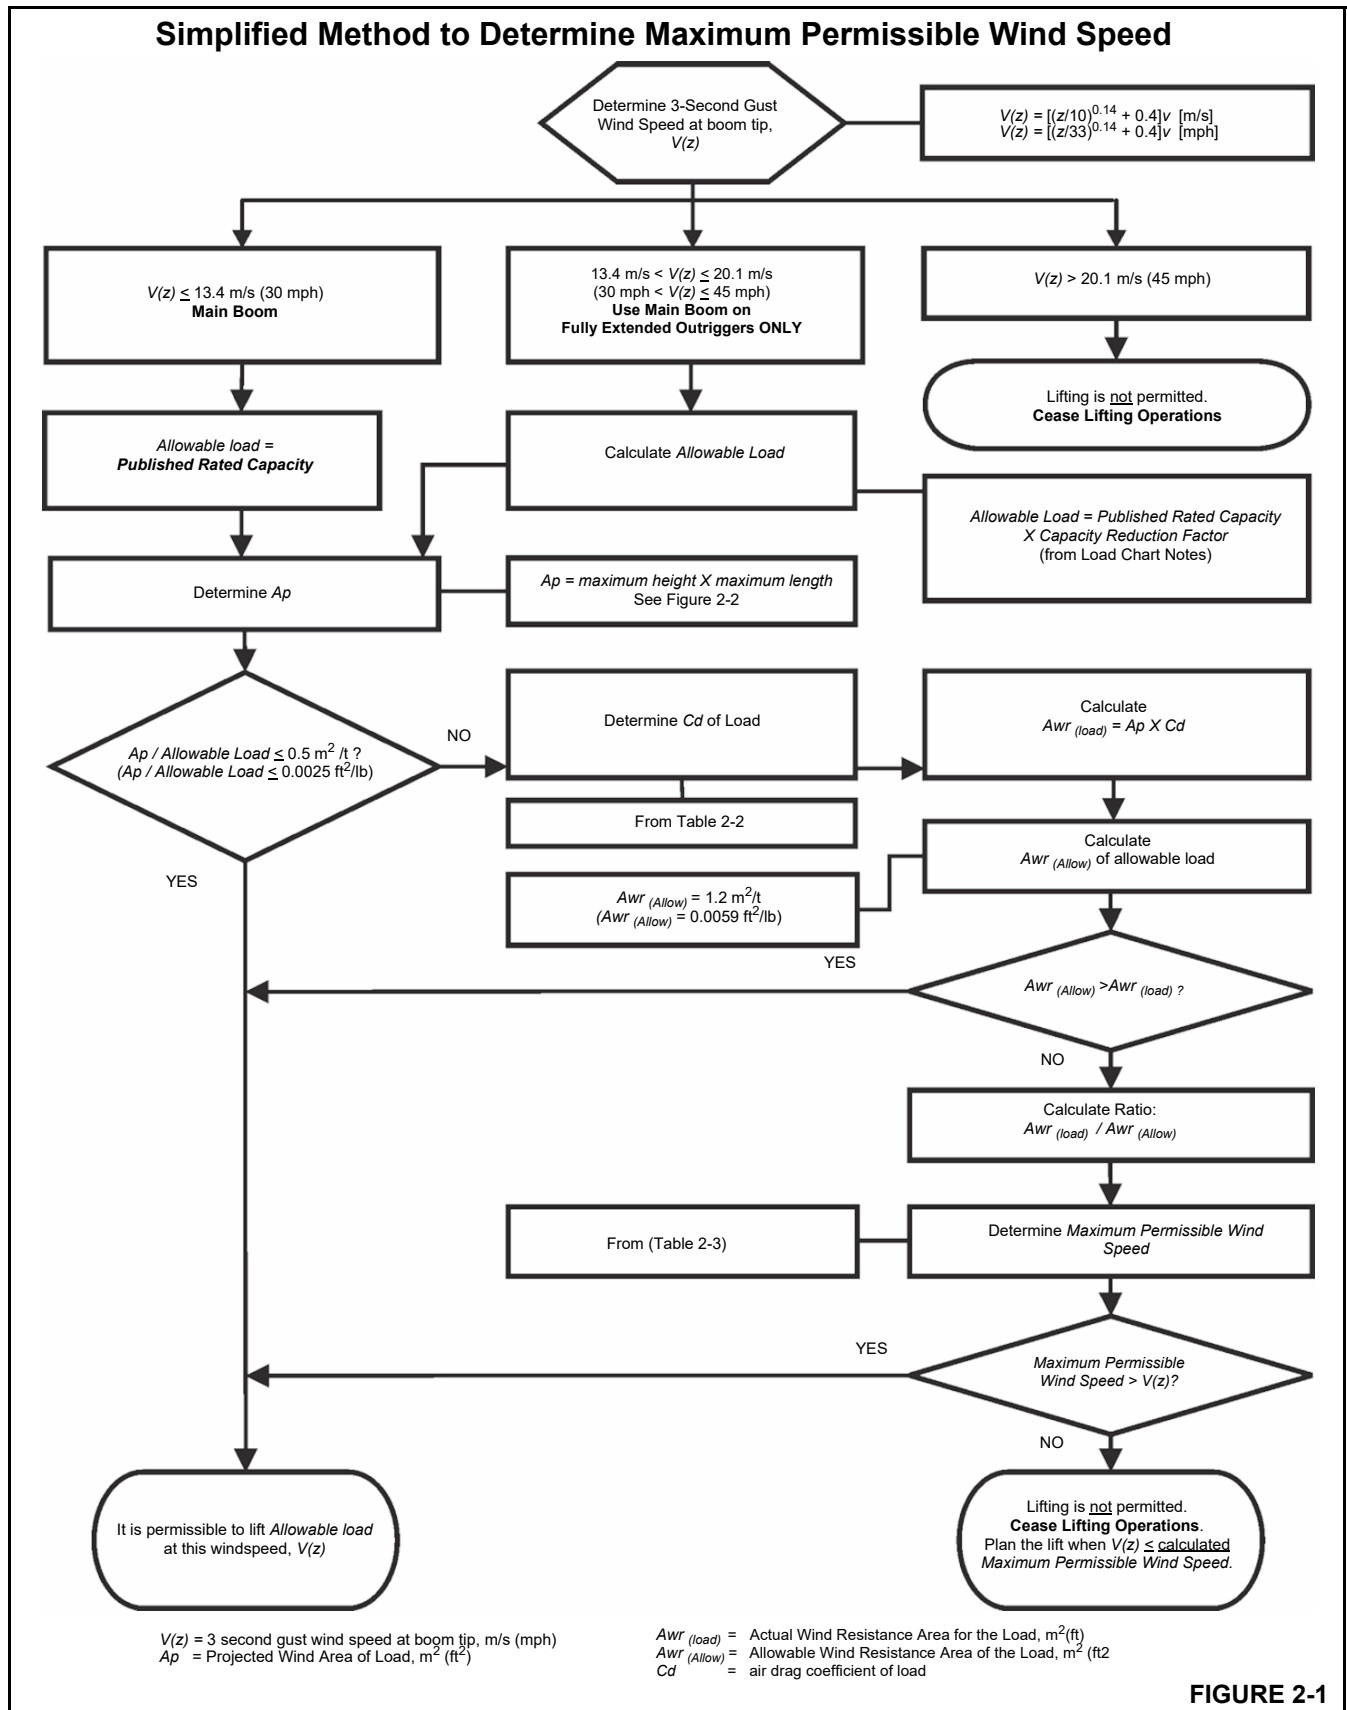 Simplified Method to Determine Maximum Permissible Wind Speed
Determine 3-Second Gust
Wind Speed at boom tip,
V(z)
V(z) = [(z/10)^0.14 + 0.4]v [m/s]
V(z) = [(z/33)^0.14 + 0.4]v [mph]
V(z) ≤ 13.4 m/s (30 mph)
Main Boom
13.4 m/s < V(z) ≤ 20.1 m/s
(30 mph < V(z) ≤ 45 mph)
Use Main Boom on
Fully Extended Outriggers ONLY
V(z) > 20.1 m/s (45 mph)
Lifting is not permitted.
Cease Lifting Operations
Allowable load =
Published Rated Capacity
Calculate Allowable Load
Allowable Load = Published Rated Capacity
X Capacity Reduction Factor
(from Load Chart Notes)
Determine Ap
Ap = maximum height X maximum length
See Figure 2-2
Ap / Allowable Load ≤ 0.5 m² /t ?
(Ap / Allowable Load ≤ 0.0025 ft²/lb)
NO
YES
Determine Cd of Load
From Table 2-2
Calculate
Awr (load) = Ap X Cd
Calculate
Awr (Allow) of allowable load
Awr (Allow) = 1.2 m²/t
(Awr (Allow) = 0.0059 ft²/lb)
YES
Awr (Allow) >Awr (load) ?
NO
Calculate Ratio:
Awr (load) / Awr (Allow)
From (Table 2-3)
Determine Maximum Permissible Wind
Speed
YES
Maximum Permissible
Wind Speed > V(z)?
NO
It is permissible to lift Allowable load
at this windspeed, V(z)
Lifting is not permitted.
Cease Lifting Operations.
Plan the lift when V(z) ≤ calculated
Maximum Permissible Wind Speed.
V(z) = 3 second gust wind speed at boom tip, m/s (mph)
Ap = Projected Wind Area of Load, m² (ft²)
Awr (load) = Actual Wind Resistance Area for the Load, m²(ft)
Awr (Allow) = Allowable Wind Resistance Area of the Load, m² (ft2
Cd = air drag coefficient of load
FIGURE 2-1